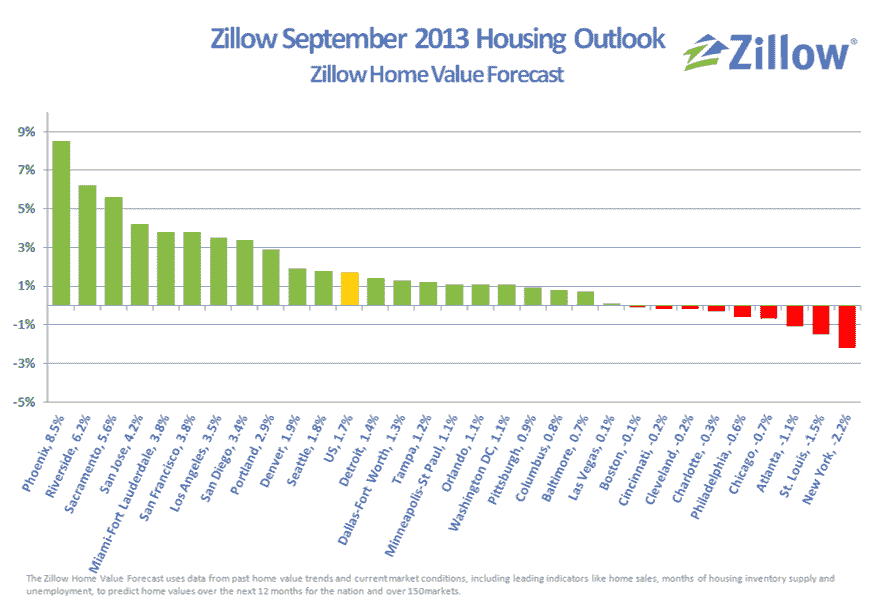 Zillow September 2013 Housing Outlook
Zillow Home Value Forecast
Zillow®
9%
7%
5%
3%
1%
-1%
-3%
-5%
Phoenix, 8.5%
Riverside, 6.2%
Sacramento, 5.6%
San Jose, 4.2%
Miami-Fort Lauderdale, 3.8%
San Francisco, 3.8%
Los Angeles, 3.5%
San Diego, 3.4%
Portland, 2.9%
Denver, 1.9%
Seattle, 1.8%
US, 1.7%
Detroit, 1.4%
Dallas-Fort Worth, 1.3%
Tampa, 1.2%
Minneapolis-St Paul, 1.1%
Orlando, 1.1%
Washington DC, 1.1%
Pittsburgh, 0.9%
Columbus, 0.8%
Baltimore, 0.7%
Las Vegas, 0.1%
Boston, -0.1%
Cincinnati, -0.2%
Cleveland, -0.2%
Charlotte, -0.3%
Philadelphia, -0.6%
Chicago, -0.7%
Atlanta, -1.1%
St. Louis, -1.5%
New York, -2.2%
The Zillow Home Value Forecast uses data from past home value trends and current market conditions, including leading indicators like home sales, months of housing inventory supply and
unemployment, to predict home values over the next 12 months for the nation and over 150markets.